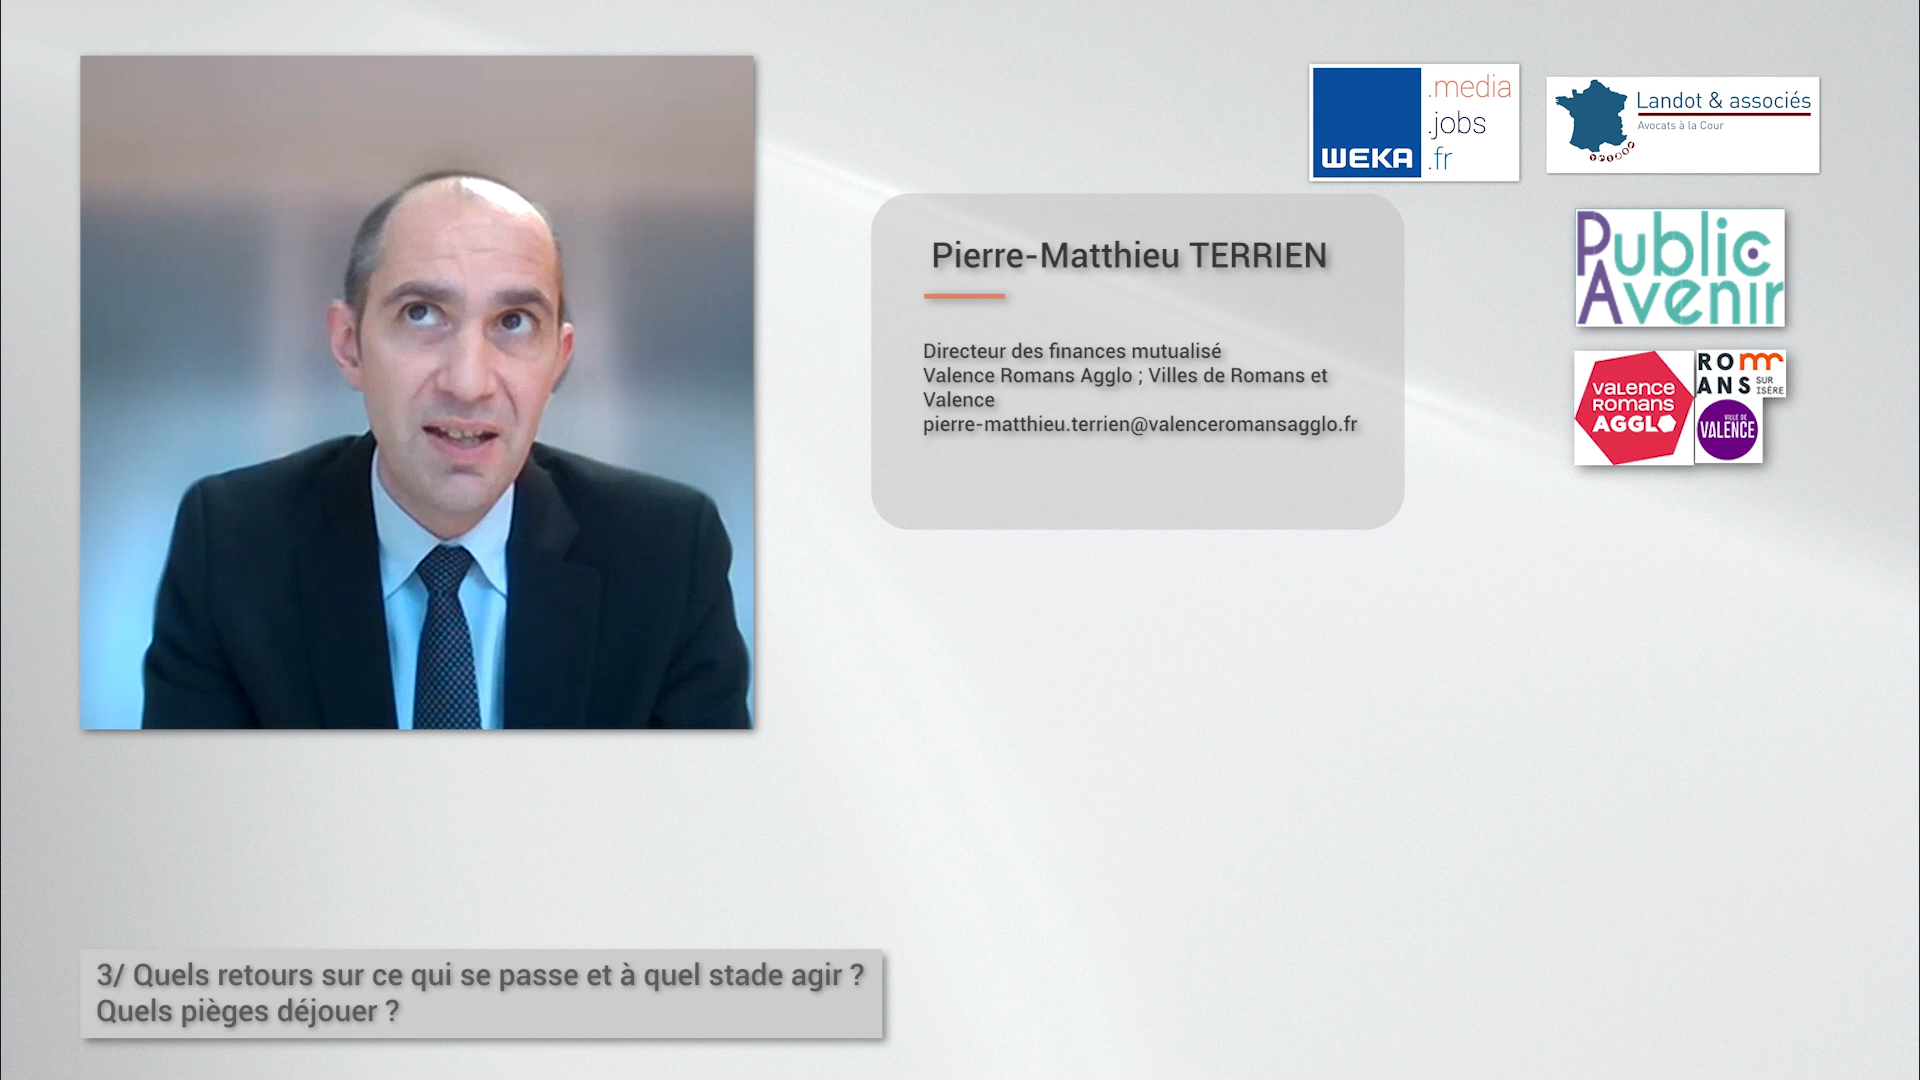 .media
.jobs
WEKA .fr
Landot & associés
Avocats à la Cour
Pierre-Matthieu TERRIEN
Public
Avenir
Directeur des finances mutualisé
Valence Romans Agglo ; Villes de Romans et
Valence
pierre-matthieu.terrien@valenceromansagglo.fr
valence
Romans
AGGLO
ROMANS
SUR
ISÈRE
VILLE DE
VALENCE
3/ Quels retours sur ce qui se passe et à quel stade agir ?
Quels pièges déjouer ?